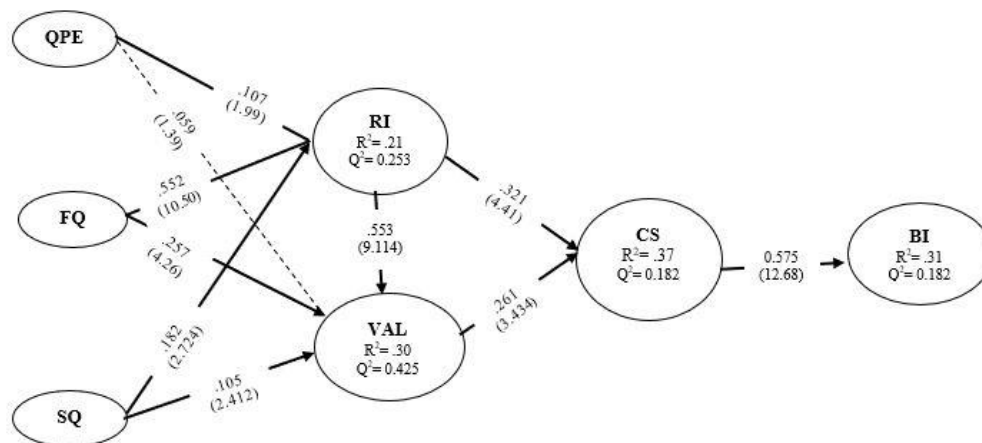 QPE
.107
(1.99)
.059
(1.39)
RI
R²= .21
Q²= 0.253
.552
(10.50)
.321
(4.41)
FQ
.257
(4.26)
.553
(9.114)
CS
R²= .37
Q²= 0.182
0.575
(12.68)
BI
R²= .31
Q²= 0.182
.261
(3.434)
.182
(2.724)
VAL
R²= .30
Q²= 0.425
.105
(2.412)
SQ